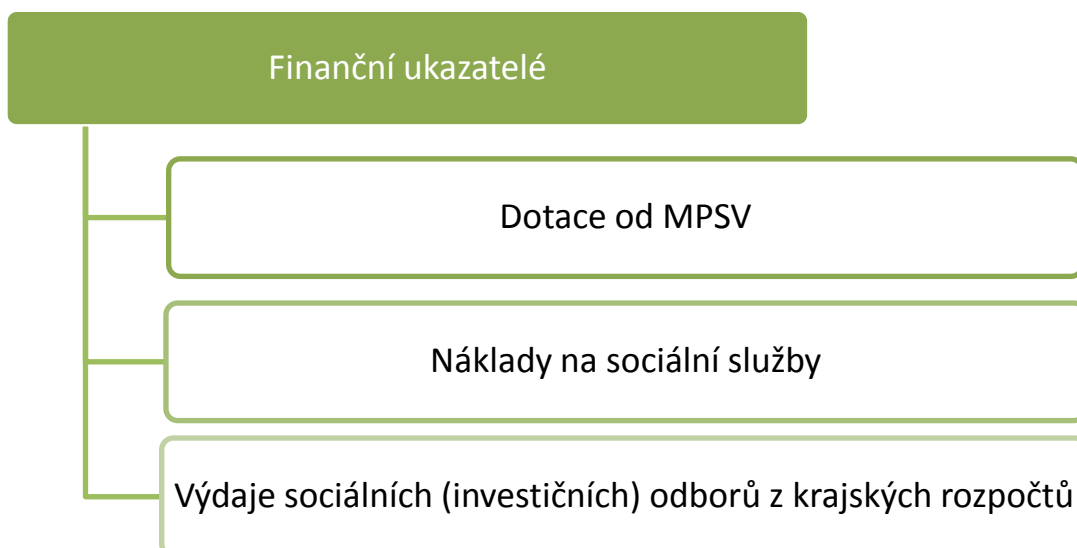 Finanční ukazatelé
Dotace od MPSV
Náklady na sociální služby
Výdaje sociálních (investičních) odborů z krajských rozpočtů